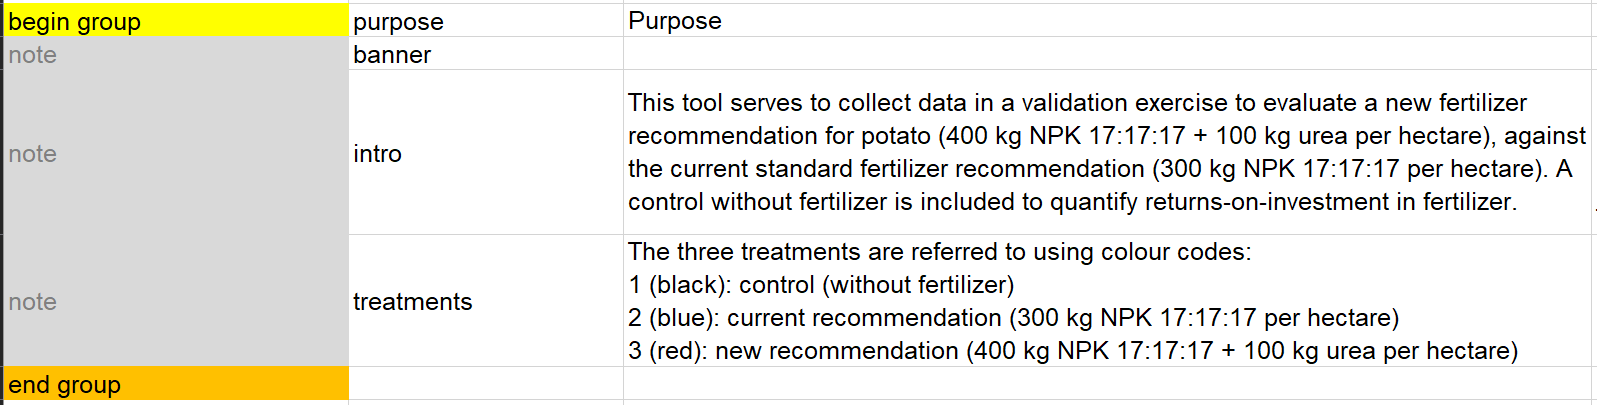 begin group purpose Purpose
note banner
note intro This tool serves to collect data in a validation exercise to evaluate a new fertilizer
recommendation for potato (400 kg NPK 17:17:17 + 100 kg urea per hectare), against
the current standard fertilizer recommendation (300 kg NPK 17:17:17 per hectare). A
control without fertilizer is included to quantify returns-on-investment in fertilizer.
note treatments The three treatments are referred to using colour codes:
1 (black): control (without fertilizer)
2 (blue): current recommendation (300 kg NPK 17:17:17 per hectare)
3 (red): new recommendation (400 kg NPK 17:17:17 + 100 kg urea per hectare)
end group